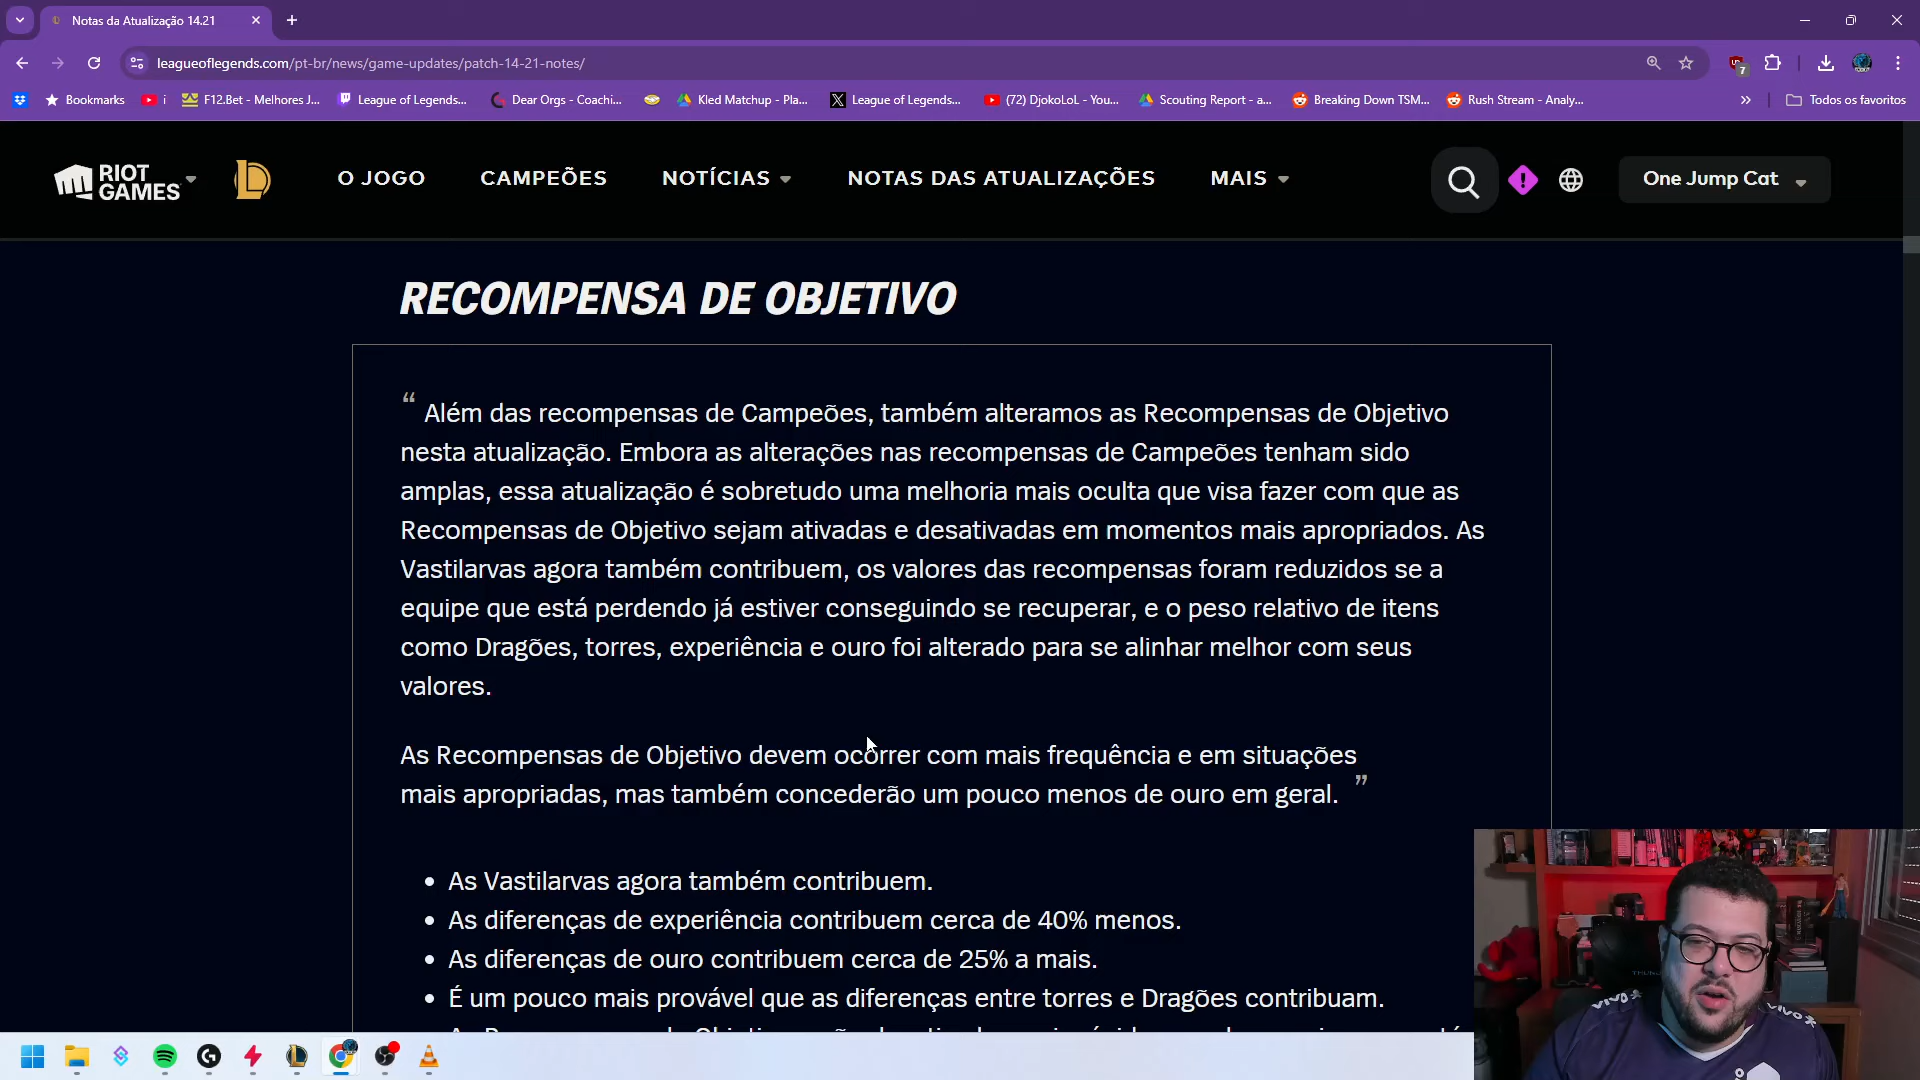 Notas da Atualização 14.21
leagueoflegends.com/pt-br/news/game-updates/patch-14-21-notes/
7
Bookmarks
i
F12.Bet - Melhores J...
League of Legends...
Dear Orgs - Coachi...
Kled Matchup - Pla...
League of Legends...
(72) DjokoLoL - You...
Scouting Report - a...
Breaking Down TSM...
Rush Stream - Analy...
Todos os favoritos
RIOT
GAMES
O JOGO
CAMPEÕES
NOTÍCIAS
NOTAS DAS ATUALIZAÇÕES
MAIS
One Jump Cat
RECOMPENSA DE OBJETIVO
“ Além das recompensas de Campeões, também alteramos as Recompensas de Objetivo
nesta atualização. Embora as alterações nas recompensas de Campeões tenham sido
amplas, essa atualização é sobretudo uma melhoria mais oculta que visa fazer com que as
Recompensas de Objetivo sejam ativadas e desativadas em momentos mais apropriados. As
Vastilarvas agora também contribuem, os valores das recompensas foram reduzidos se a
equipe que está perdendo já estiver conseguindo se recuperar, e o peso relativo de itens
como Dragões, torres, experiência e ouro foi alterado para se alinhar melhor com seus
valores.
As Recompensas de Objetivo devem ocorrer com mais frequência e em situações
mais apropriadas, mas também concederão um pouco menos de ouro em geral. ”
• As Vastilarvas agora também contribuem.
• As diferenças de experiência contribuem cerca de 40% menos.
• As diferenças de ouro contribuem cerca de 25% a mais.
• É um pouco mais provável que as diferenças entre torres e Dragões contribuam.
vivo
vivo